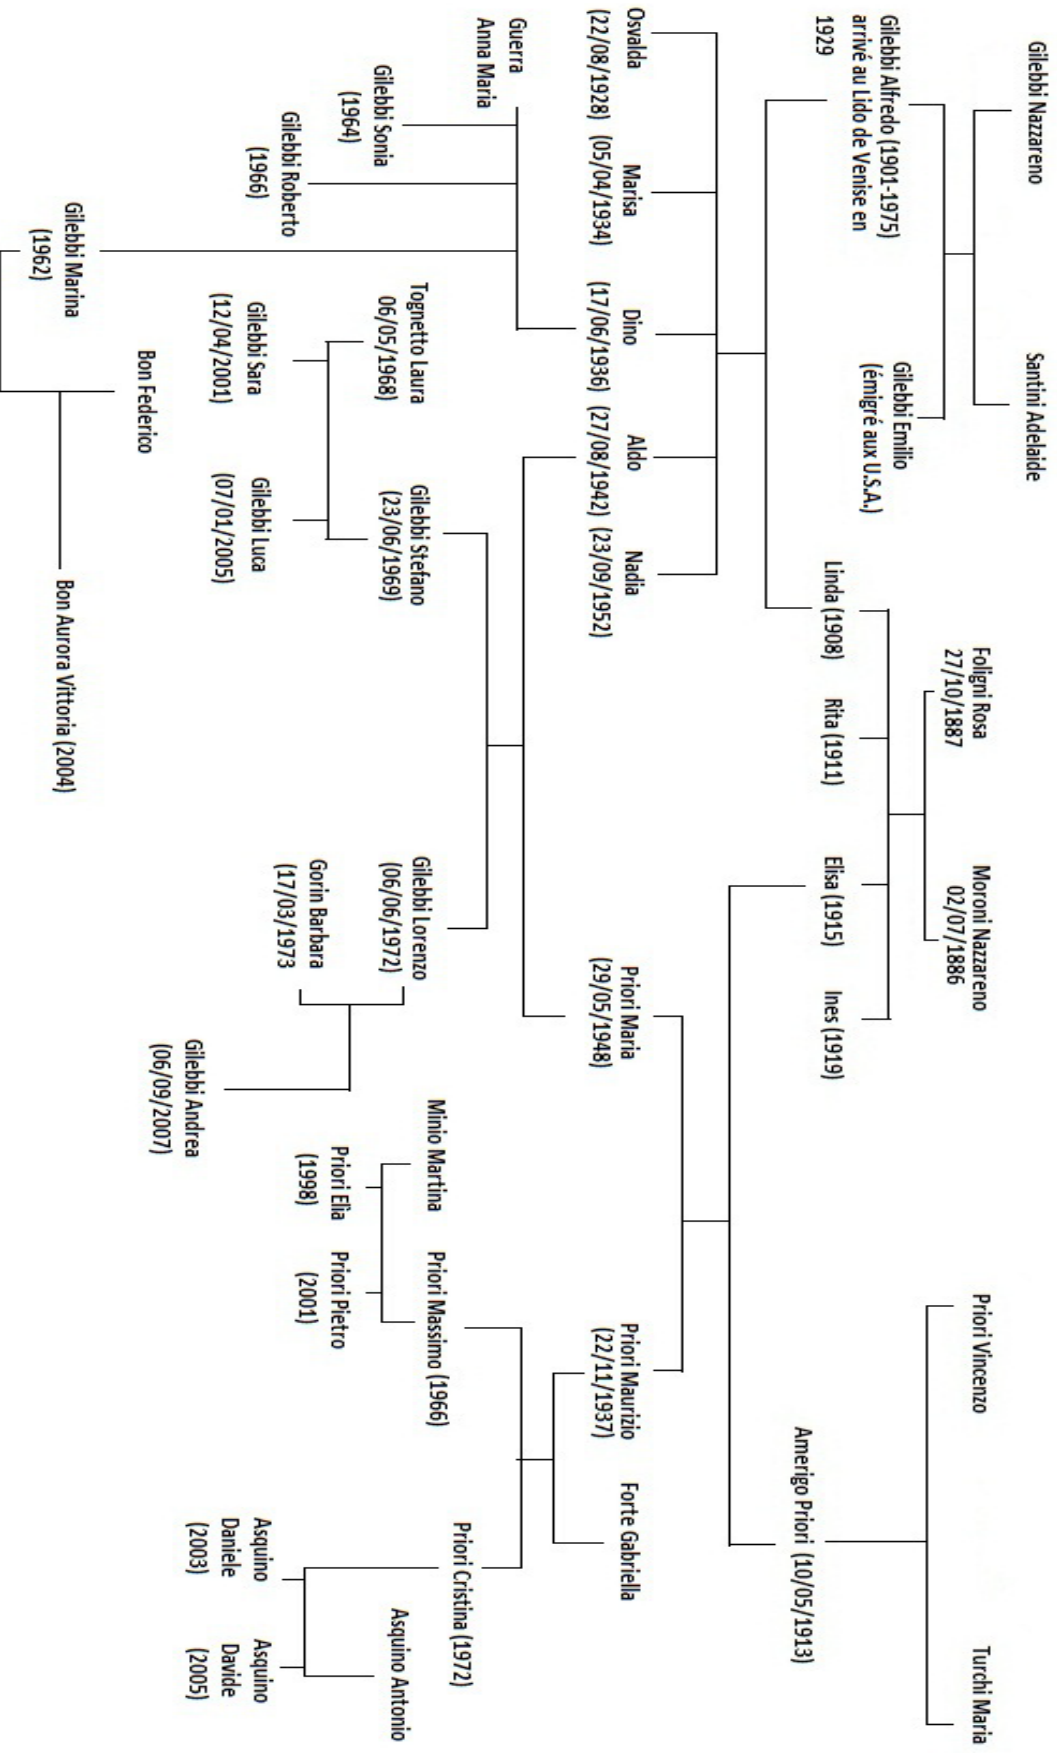 Gilebbi Nazzareno
Santini Adelaide
Foligni Rosa
27/10/1887
Moroni Nazzareno
02/07/1886
Priori Vincenzo
Turchi Maria
Gilebbi Alfredo (1901-1975)
arrivé au Lido de Venise en
1929
Gilebbi Emilio
(émigré aux U.S.A.)
Linda (1908)
Rita (1911)
Elisa (1915)
Ines (1919)
Amerigo Priori (10/05/1913)
Osvalda
(22/08/1928)
Marisa
(05/04/1934)
Dino
(17/06/1936)
Aldo
(27/08/1942)
Nadia
(23/09/1952)
Priori Maria
(29/05/1948)
Priori Maurizio
(22/11/1937)
Forte Gabriella
Guerra
Anna Maria
Gilebbi Sonia
(1964)
Gilebbi Roberto
(1966)
Gilebbi Marina
(1962)
Bon Federico
Bon Aurora Vittoria (2004)
Tognetto Laura
06/05/1968)
Gilebbi Stefano
(23/06/1969)
Gilebbi Sara
(12/04/2001)
Gilebbi Luca
(07/01/2005)
Gilebbi Lorenzo
(06/06/1972)
Gorin Barbara
(17/03/1973
Gilebbi Andrea
(06/09/2007)
Minio Martina
Priori Massimo (1966)
Priori Elia
(1998)
Priori Pietro
(2001)
Priori Cristina (1972)
Asquino Antonio
Asquino
Daniele
(2003)
Asquino
Davide
(2005)